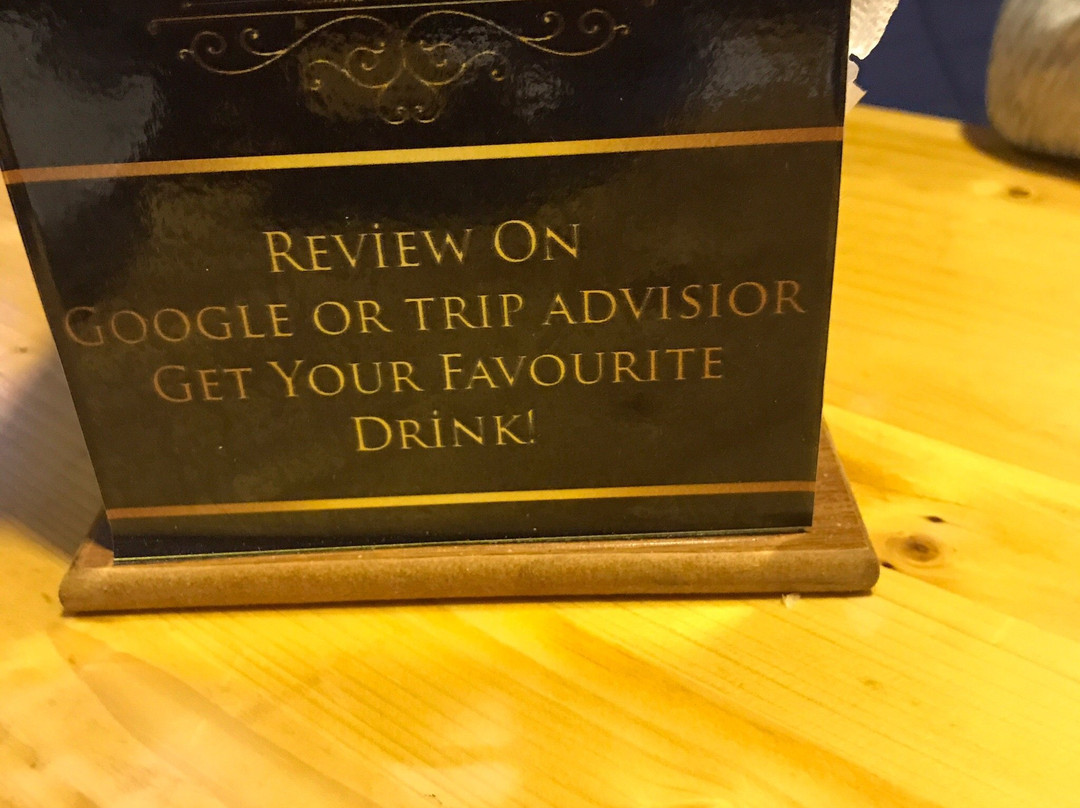 Review On
Google or trip advisior
Get Your Favourite
Drink!